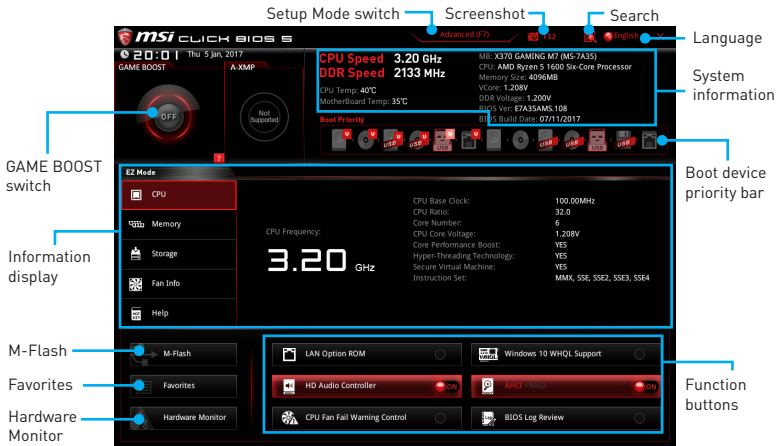 Setup Mode switch
Screenshot
Search
msi CLICK BIOS 5
Advanced (F7)
F12
English
X
Language
20:01 Thu 5 Jan, 2017
GAME BOOST
A-XMP
OFF
Not Supported
?
CPU Speed 3.20 GHz
DDR Speed 2133 MHz
CPU Temp: 40°C
MotherBoard Temp: 35°C
MB: X370 GAMING M7 (MS-7A35)
CPU: AMD Ryzen 5 1600 Six-Core Processor
Memory Size: 4096MB
VCore: 1.208V
DDR Voltage: 1.200V
BIOS Ver: E7A35AMS.108
BIOS Build Date: 07/11/2017
System information
Boot Priority
U U USB USB USB U USB USB USB USB
GAME BOOST switch
Boot device priority bar
EZ Mode
CPU
Memory
Storage
Fan Info
Help
CPU Frequency:
3.20 GHz
CPU Base Clock: 100.00MHz
CPU Ratio: 32.0
Core Number: 6
CPU Core Voltage: 1.208V
Core Performance Boost: YES
Hyper-Threading Technology: YES
Secure Virtual Machine: YES
Instruction Set: MMX, SSE, SSE2, SSE3, SSE4
Information display
M-Flash
M-Flash
LAN Option ROM
Windows 10 WHQL Support
Favorites
Favorites
HD Audio Controller ON
AHCI /RAID ON
Hardware Monitor
Hardware Monitor
CPU Fan Fail Warning Control
BIOS Log Review
Function buttons